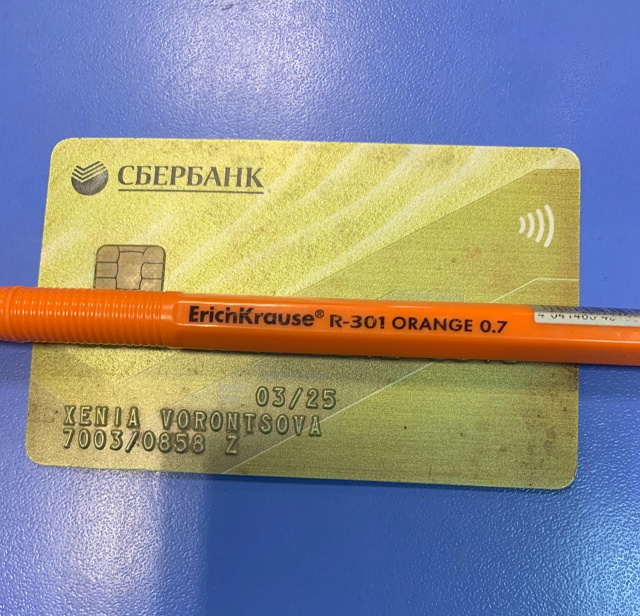 СБЕРБАНК
ErichKrause® R-301 ORANGE 0.7
03/25
XENIA VORONTSOVA
7003/0858 Z